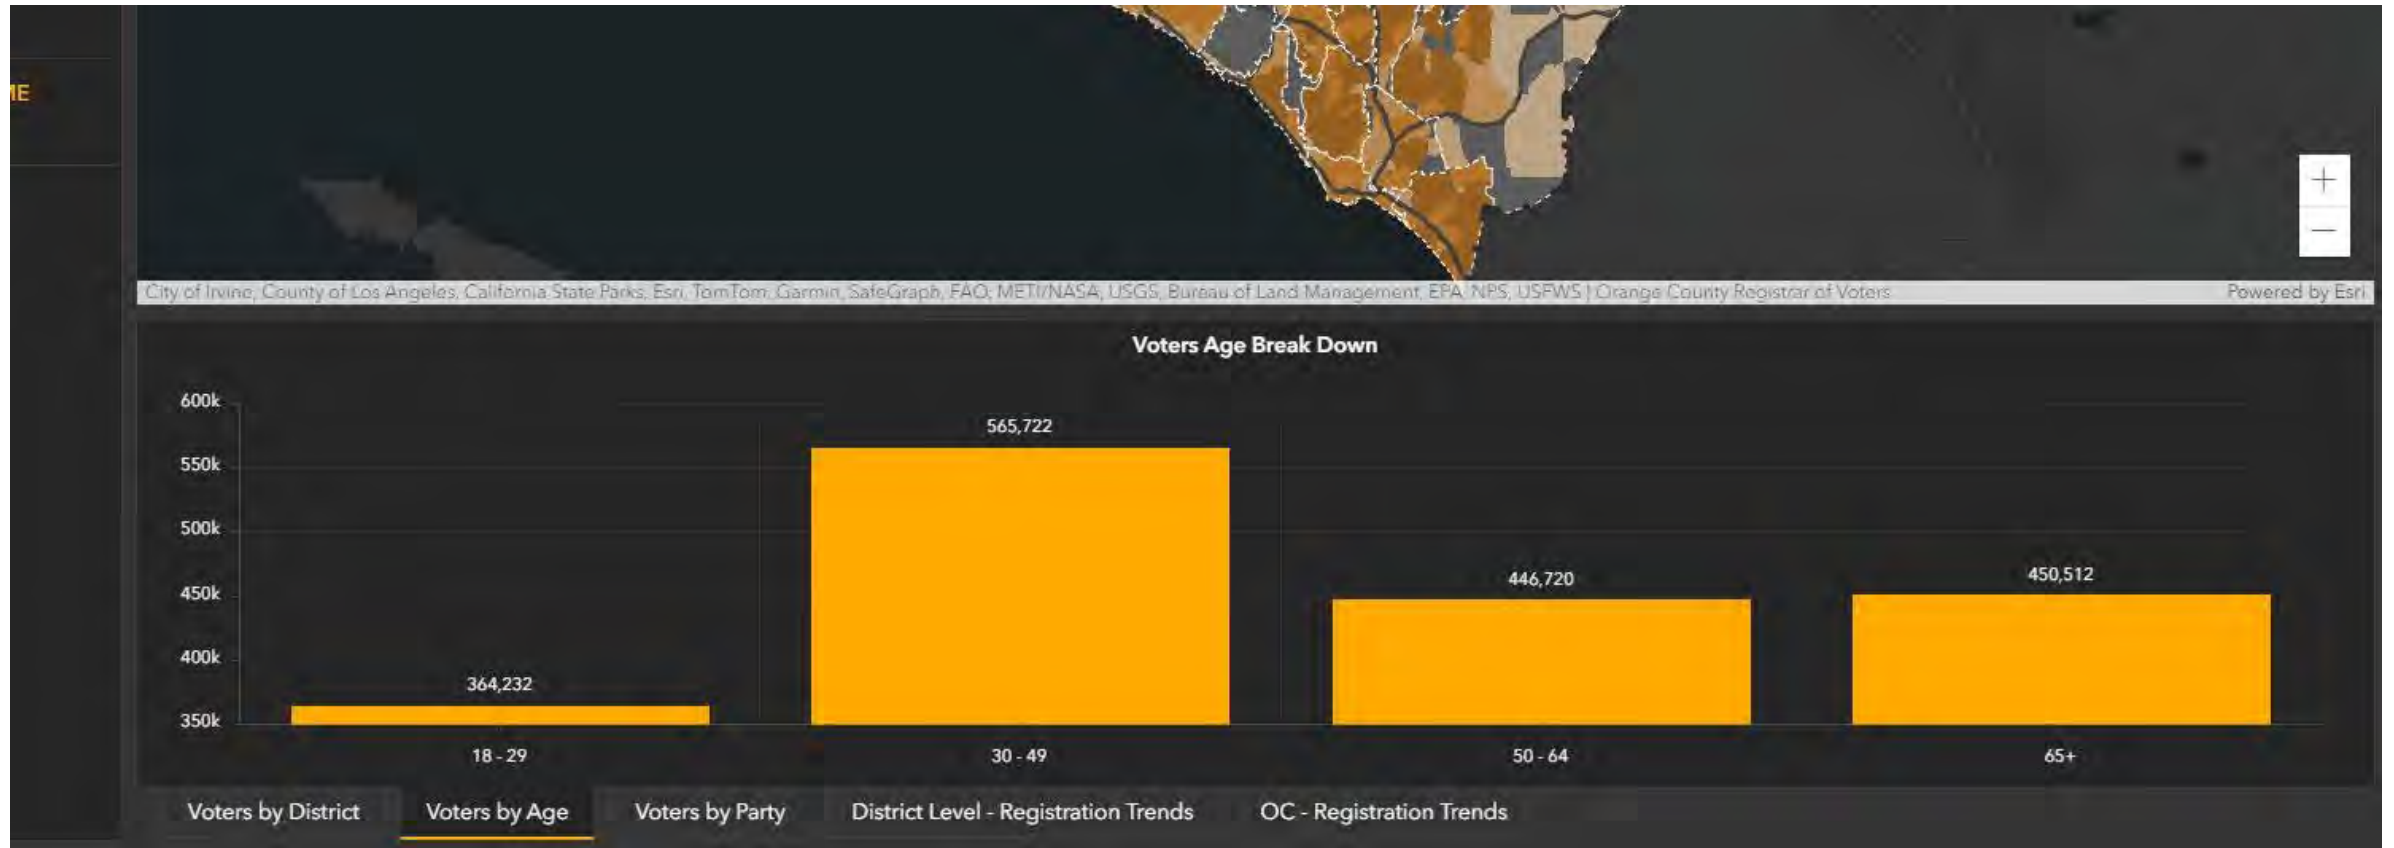 ME
+
−
City of Irvine, County of Los Angeles, California State Parks, Esri, TomTom, Garmin, SafeGraph, FAO, METI/NASA, USGS, Bureau of Land Management, EPA, NPS, USFWS | Orange County Registrar of Voters Powered by Esri
Voters Age Break Down
600k
565,722
550k
500k
450k
446,720
450,512
400k
364,232
350k
18 - 29 30 - 49 50 - 64 65+
Voters by District Voters by Age Voters by Party District Level - Registration Trends OC - Registration Trends